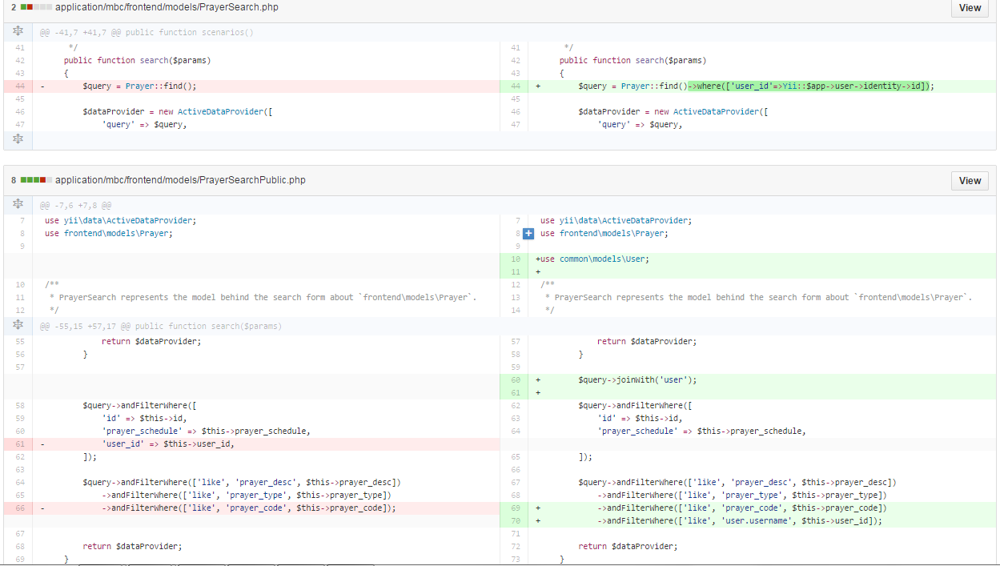 2 application/mbc/frontend/models/PrayerSearch.php View
@@ -41,7 +41,7 @@ public function scenarios()
41 */ 41 */
42 public function search($params) 42 public function search($params)
43 { 43 {
44 - $query = Prayer::find(); 44 + $query = Prayer::find()->where(['user_id'=>Yii::$app->user->identity->id]);
45 45
46 $dataProvider = new ActiveDataProvider([ 46 $dataProvider = new ActiveDataProvider([
47 'query' => $query, 47 'query' => $query,
8 application/mbc/frontend/models/PrayerSearchPublic.php View
@@ -7,6 +7,8 @@
7 use yii\data\ActiveDataProvider; 7 use yii\data\ActiveDataProvider;
8 use frontend\models\Prayer; 8 + use frontend\models\Prayer;
9 9
10 +use common\models\User;
11 +
10 /** 12 /**
11 * PrayerSearch represents the model behind the search form about `frontend\models\Prayer`. 13 * PrayerSearch represents the model behind the search form about `frontend\models\Prayer`.
12 */ 14 */
@@ -55,15 +57,17 @@ public function search($params)
55 return $dataProvider; 57 return $dataProvider;
56 } 58 }
57 59
60 + $query->joinWith('user');
61 +
58 $query->andFilterWhere([ 62 $query->andFilterWhere([
59 'id' => $this->id, 63 'id' => $this->id,
60 'prayer_schedule' => $this->prayer_schedule, 64 'prayer_schedule' => $this->prayer_schedule,
61 - 'user_id' => $this->user_id,
62 ]); 65 ]);
63 66
64 $query->andFilterWhere(['like', 'prayer_desc', $this->prayer_desc]) 67 $query->andFilterWhere(['like', 'prayer_desc', $this->prayer_desc])
65 ->andFilterWhere(['like', 'prayer_type', $this->prayer_type]) 68 ->andFilterWhere(['like', 'prayer_type', $this->prayer_type])
66 - ->andFilterWhere(['like', 'prayer_code', $this->prayer_code]); 69 + ->andFilterWhere(['like', 'prayer_code', $this->prayer_code])
70 + ->andFilterWhere(['like', 'user.username', $this->user_id]);
67 71
68 return $dataProvider; 72 return $dataProvider;
69 } 73 }